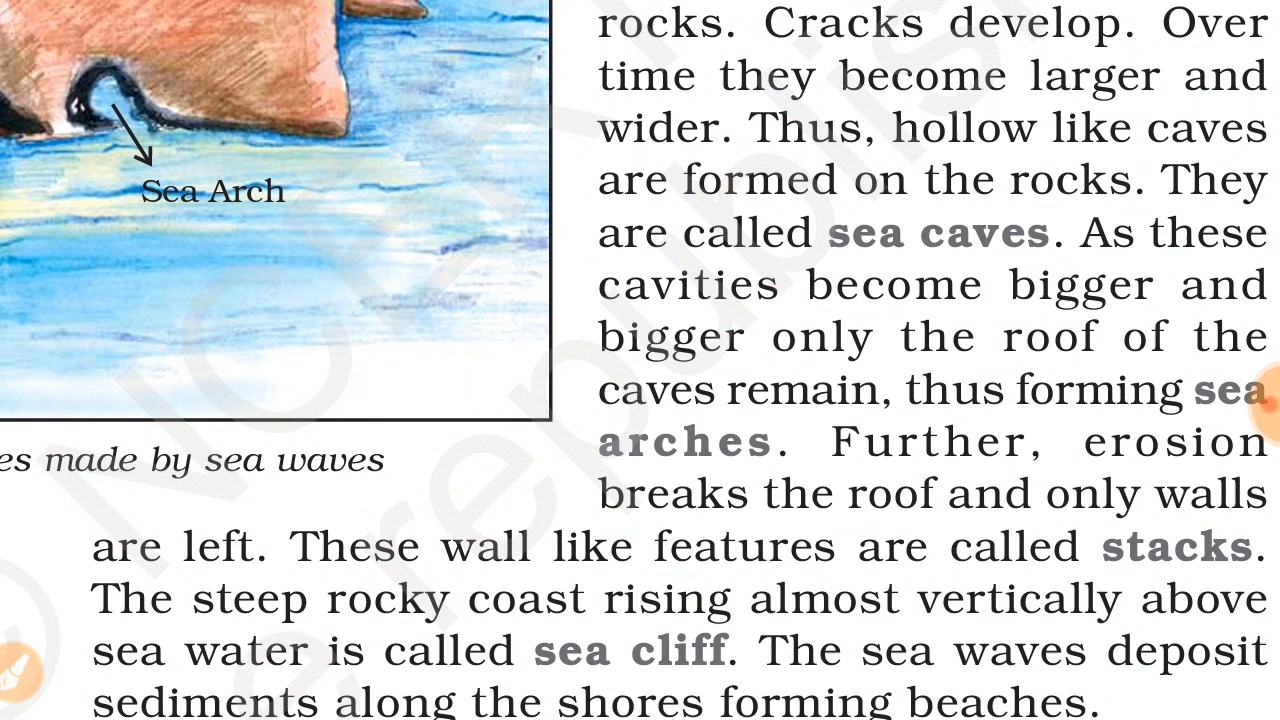 rocks. Cracks develop. Over
time they become larger and
wider. Thus, hollow like caves
are formed on the rocks. They
are called sea caves. As these
cavities become bigger and
bigger only the roof of the
caves remain, thus forming sea
arches. Further, erosion
breaks the roof and only walls
are left. These wall like features are called stacks.
The steep rocky coast rising almost vertically above
sea water is called sea cliff. The sea waves deposit
sediments along the shores forming beaches.
Sea Arch
es made by sea waves
© NCERT
e republis